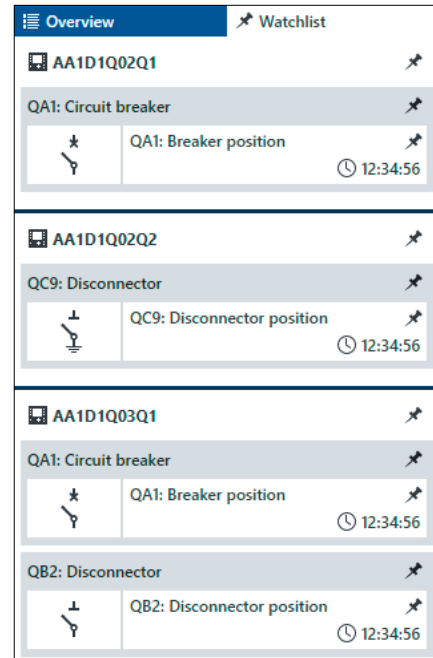 Overview
Watchlist
AA1D1Q02Q1
QA1: Circuit breaker
QA1: Breaker position
12:34:56
AA1D1Q02Q2
QC9: Disconnector
QC9: Disconnector position
12:34:56
AA1D1Q03Q1
QA1: Circuit breaker
QA1: Breaker position
12:34:56
QB2: Disconnector
QB2: Disconnector position
12:34:56